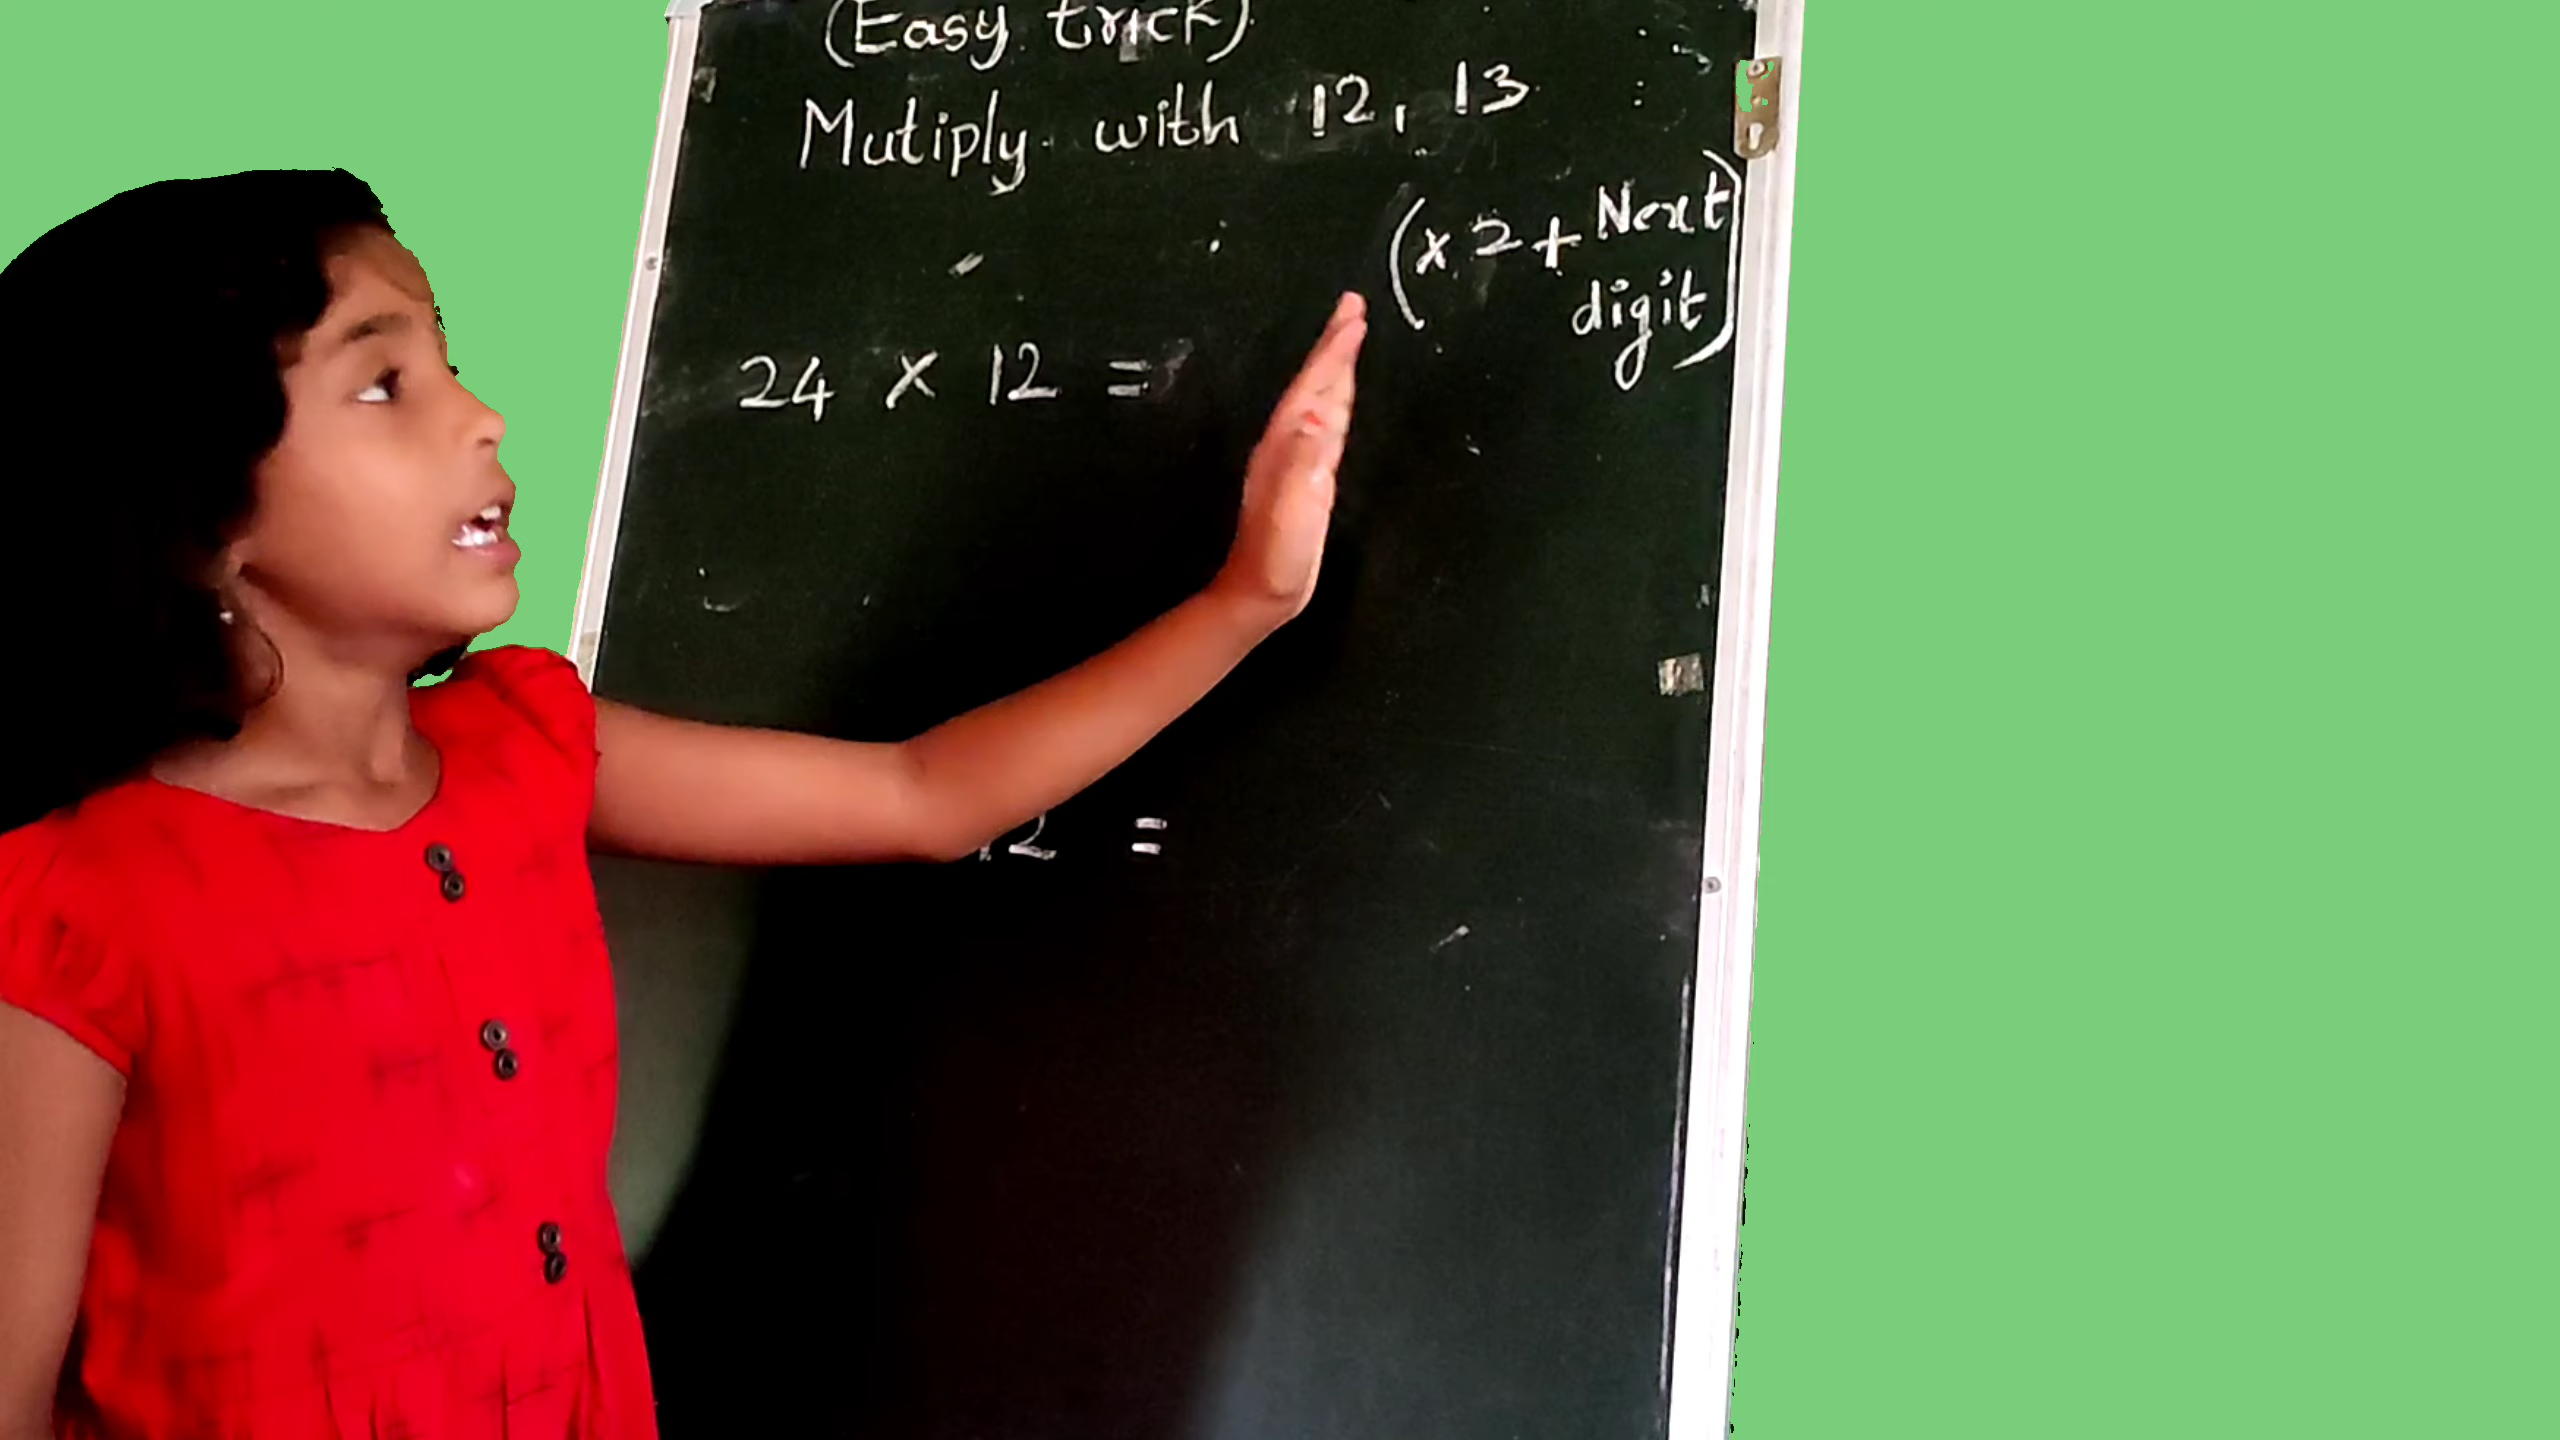 (Easy trick)
Mutiply with 12, 13
(x 2 + Next
digit)
24 x 12 =
12 =